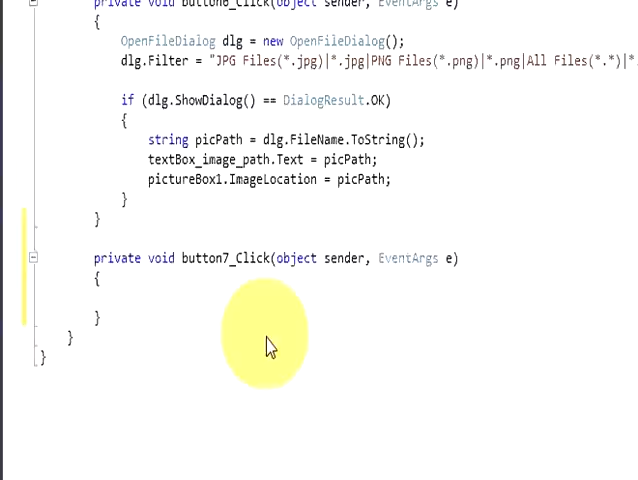 private void button6_Click(object sender, EventArgs e)
{
OpenFileDialog dlg = new OpenFileDialog();
dlg.Filter = "JPG Files(*.jpg)|*.jpg|PNG Files(*.png)|*.png|All Files(*.*)|*.
if (dlg.ShowDialog() == DialogResult.OK)
{
string picPath = dlg.FileName.ToString();
textBox_image_path.Text = picPath;
pictureBox1.ImageLocation = picPath;
}
}
private void button7_Click(object sender, EventArgs e)
{
}
}
}